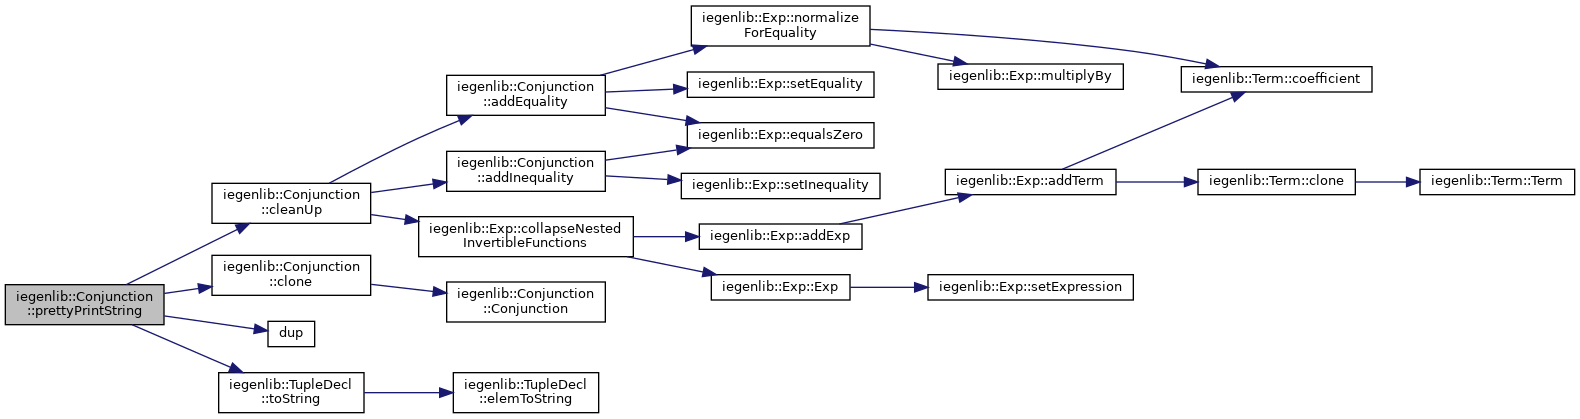 iegenlib::Conjunction
::prettyPrintString
iegenlib::Conjunction
::cleanUp
iegenlib::Conjunction
::clone
dup
iegenlib::TupleDecl
::toString
iegenlib::Conjunction
::addEquality
iegenlib::Conjunction
::addInequality
iegenlib::Exp::collapseNested
InvertibleFunctions
iegenlib::Conjunction
::Conjunction
iegenlib::TupleDecl
::elemToString
iegenlib::Exp::normalize
ForEquality
iegenlib::Exp::setEquality
iegenlib::Exp::equalsZero
iegenlib::Exp::setInequality
iegenlib::Exp::addExp
iegenlib::Exp::Exp
iegenlib::Exp::multiplyBy
iegenlib::Exp::addTerm
iegenlib::Exp::setExpression
iegenlib::Term::coefficient
iegenlib::Term::clone
iegenlib::Term::Term